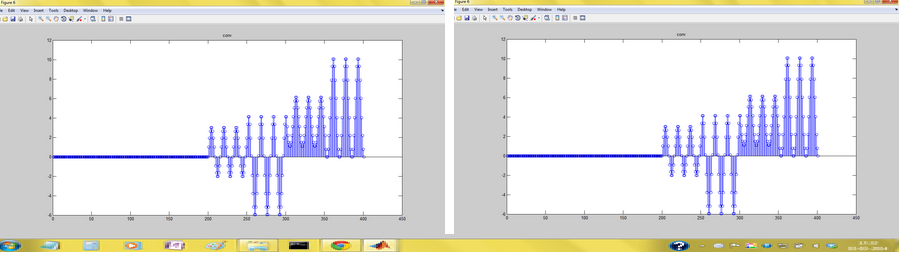 Figure 6
Figure 6
Edit View Insert Tools Desktop Window Help
Edit View Insert Tools Desktop Window Help
conv
conv
12
10
8
6
4
2
0
-2
-4
-6
50 100 150 200 250 300 350 400 450
12
10
8
6
4
2
0
-2
-4
-6
0 50 100 150 200 250 300 350 400 450